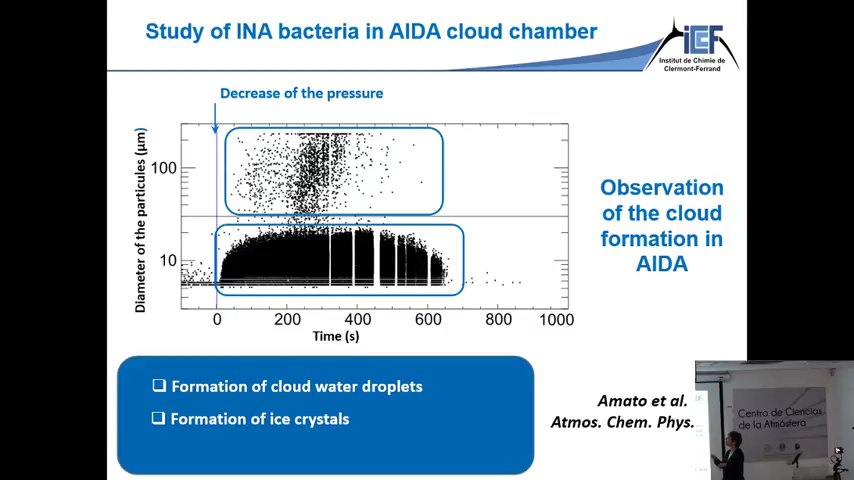 Study of INA bacteria in AIDA cloud chamber
iCCF
Institut de Chimie de
Clermont-Ferrand
Decrease of the pressure
Diameter of the particules (µm)
100
10
0
200
400
600
800
1000
Time (s)
Observation
of the cloud
formation in
AIDA
❑ Formation of cloud water droplets
❑ Formation of ice crystals
Amato et al.
Atmos. Chem. Phys.
Centro de Ciencias
de la Atmósfera